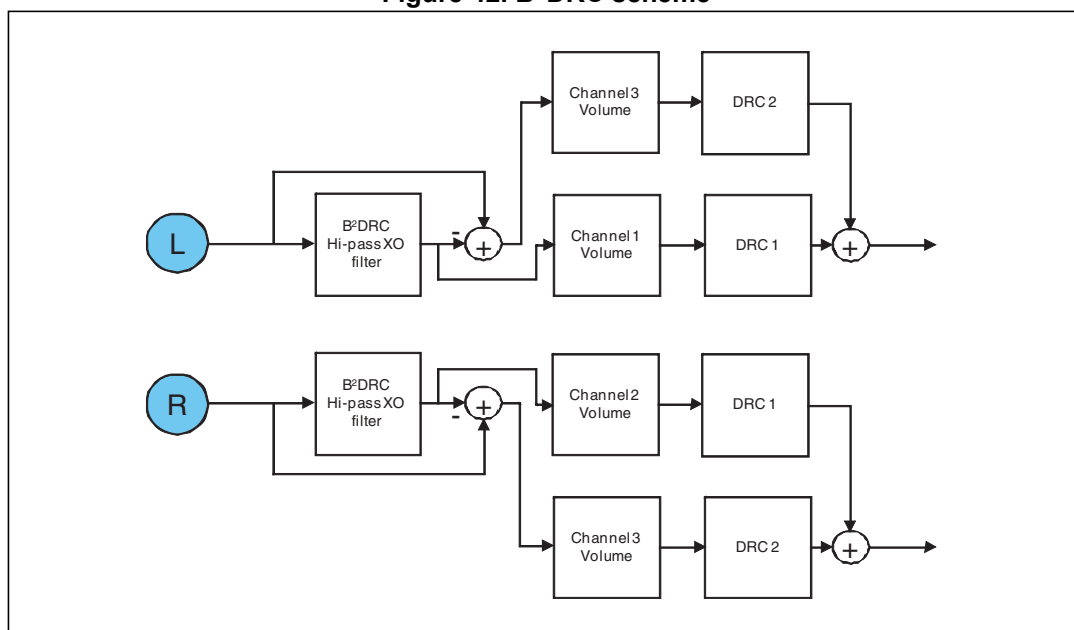 Figure 42. B²DRC scheme
Channel 3
Volume
DRC 2
L
B²DRC
Hi-pass XO
filter
-
+
Channel 1
Volume
DRC 1
+
R
B²DRC
Hi-pass XO
filter
-
+
Channel 2
Volume
DRC 1
Channel 3
Volume
DRC 2
+